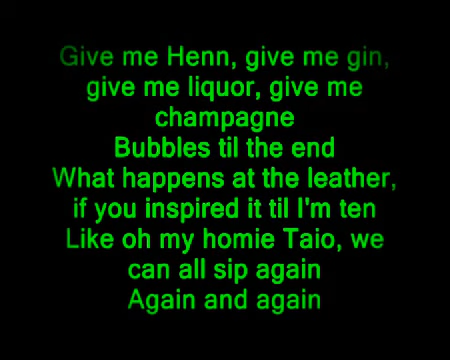 Give me Henn, give me gin,
give me liquor, give me
champagne
Bubbles til the end
What happens at the leather,
if you inspired it til I'm ten
Like oh my homie Taio, we
can all sip again
Again and again